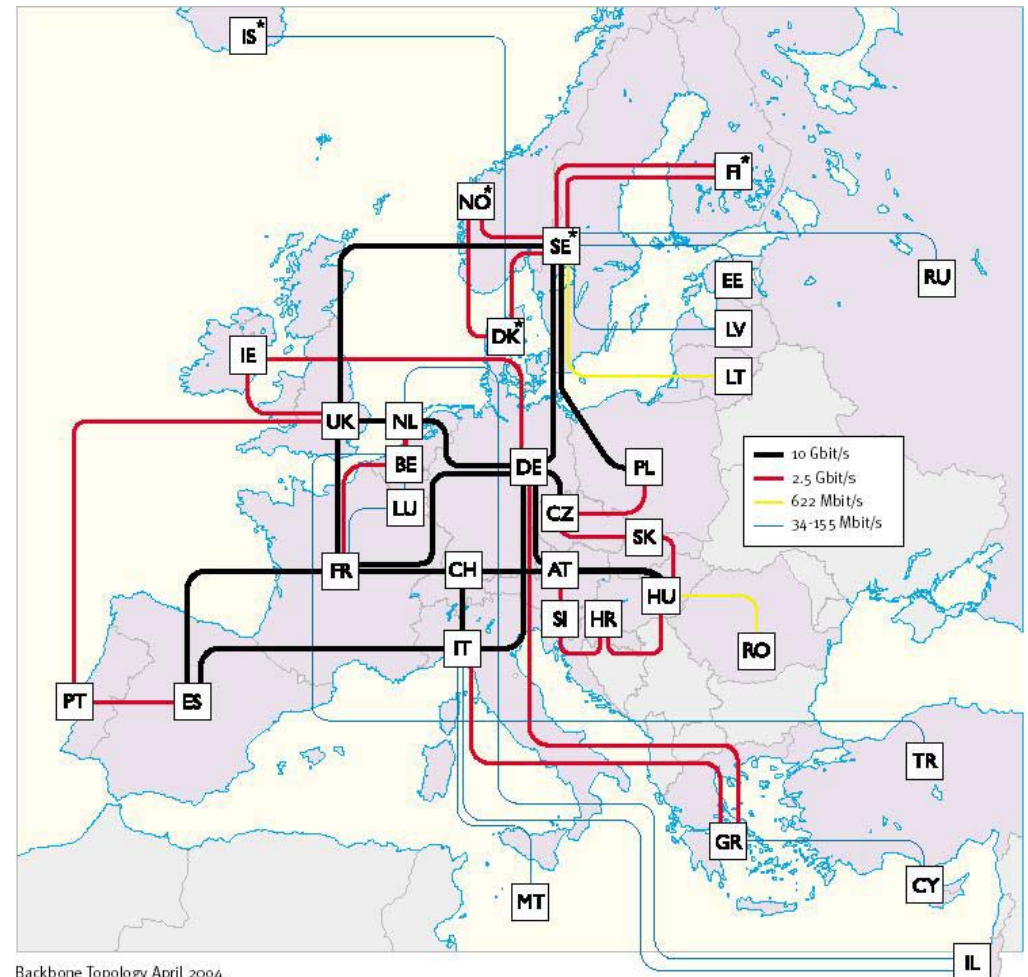 IS*
FI*
NO*
SE*
RU
EE
LV
DK*
IE
LT
UK
NL
10 Gbit/s
BE
DE
PL
2.5 Gbit/s
622 Mbit/s
LU
CZ
34-155 Mbit/s
SK
FR
CH
AT
HU
SI
HR
IT
RO
PT
ES
TR
GR
CY
MT
IL
Backbone Topology April 2004